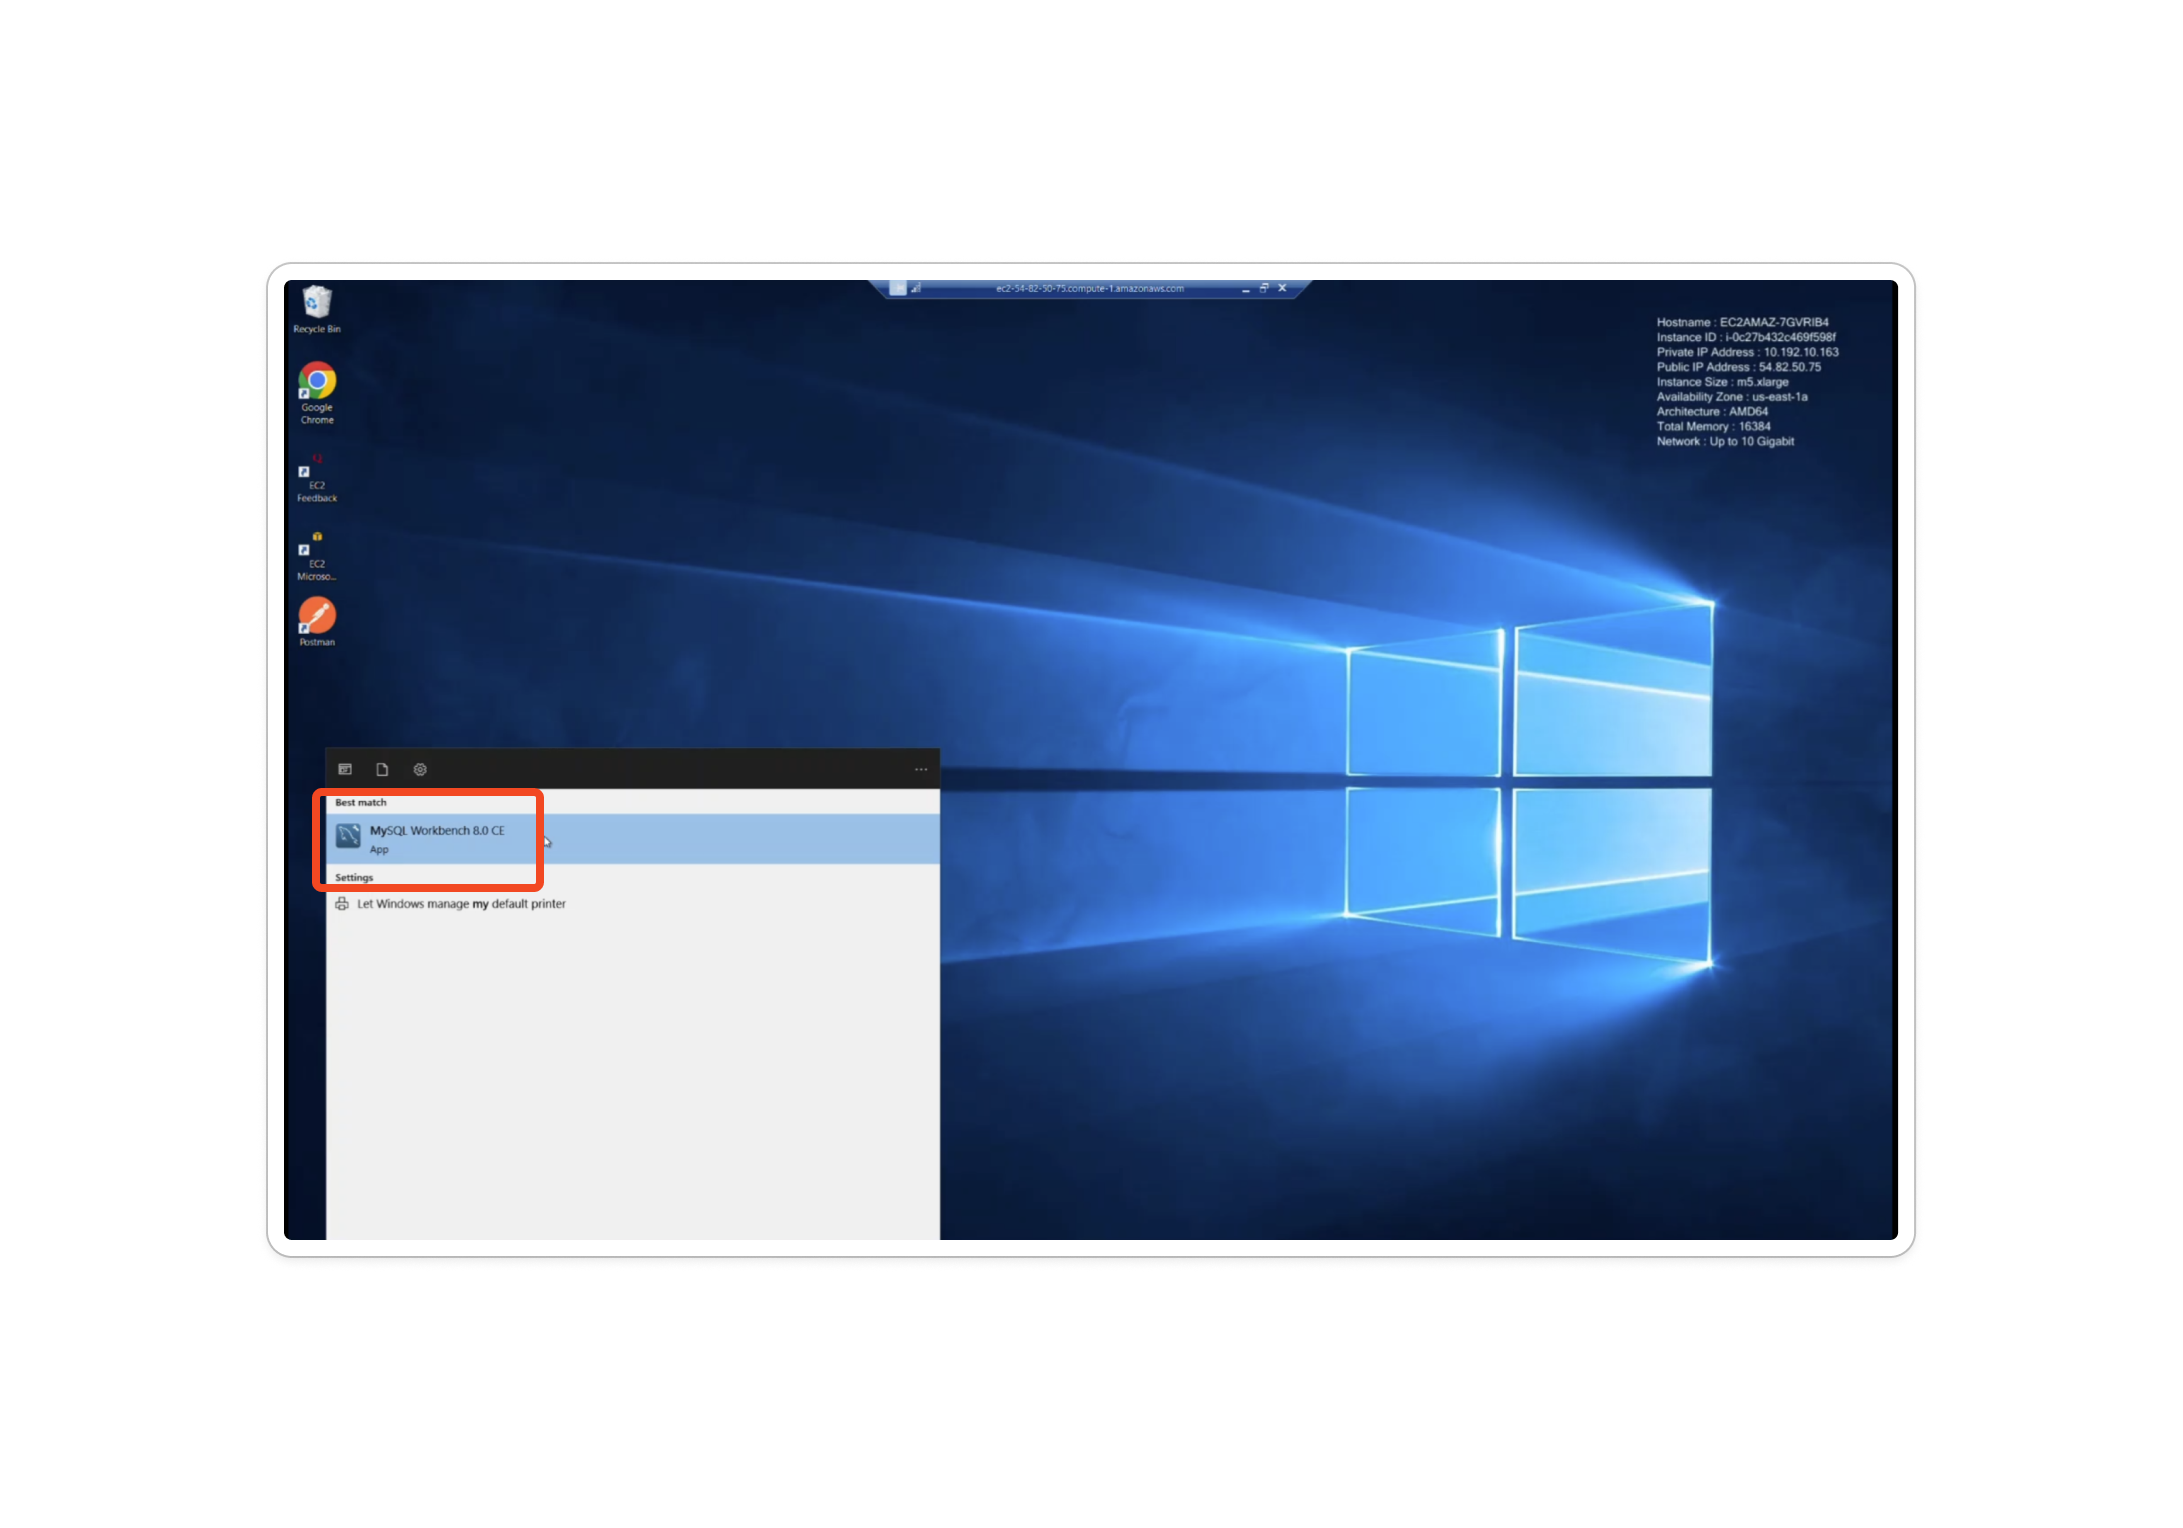 ec2-54-82-50-75.compute-1.amazonaws.com
Recycle Bin
Google
Chrome
EC2
Feedback
EC2
Microso...
Postman
Hostname : EC2AMAZ-7GVRIB4
Instance ID : i-0c27b432c469f598f
Private IP Address : 10.192.10.163
Public IP Address : 54.82.50.75
Instance Size : m5.xlarge
Availability Zone : us-east-1a
Architecture : AMD64
Total Memory : 16384
Network : Up to 10 Gigabit
Best match
MySQL Workbench 8.0 CE
App
Settings
Let Windows manage my default printer